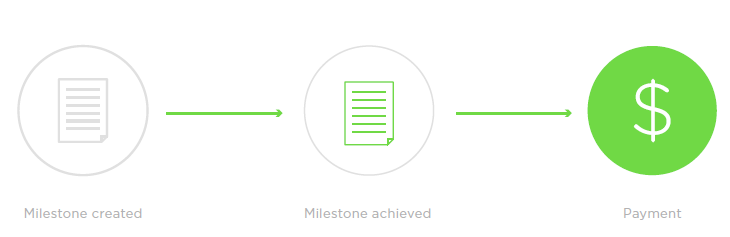 $
Milestone created
Milestone achieved
Payment